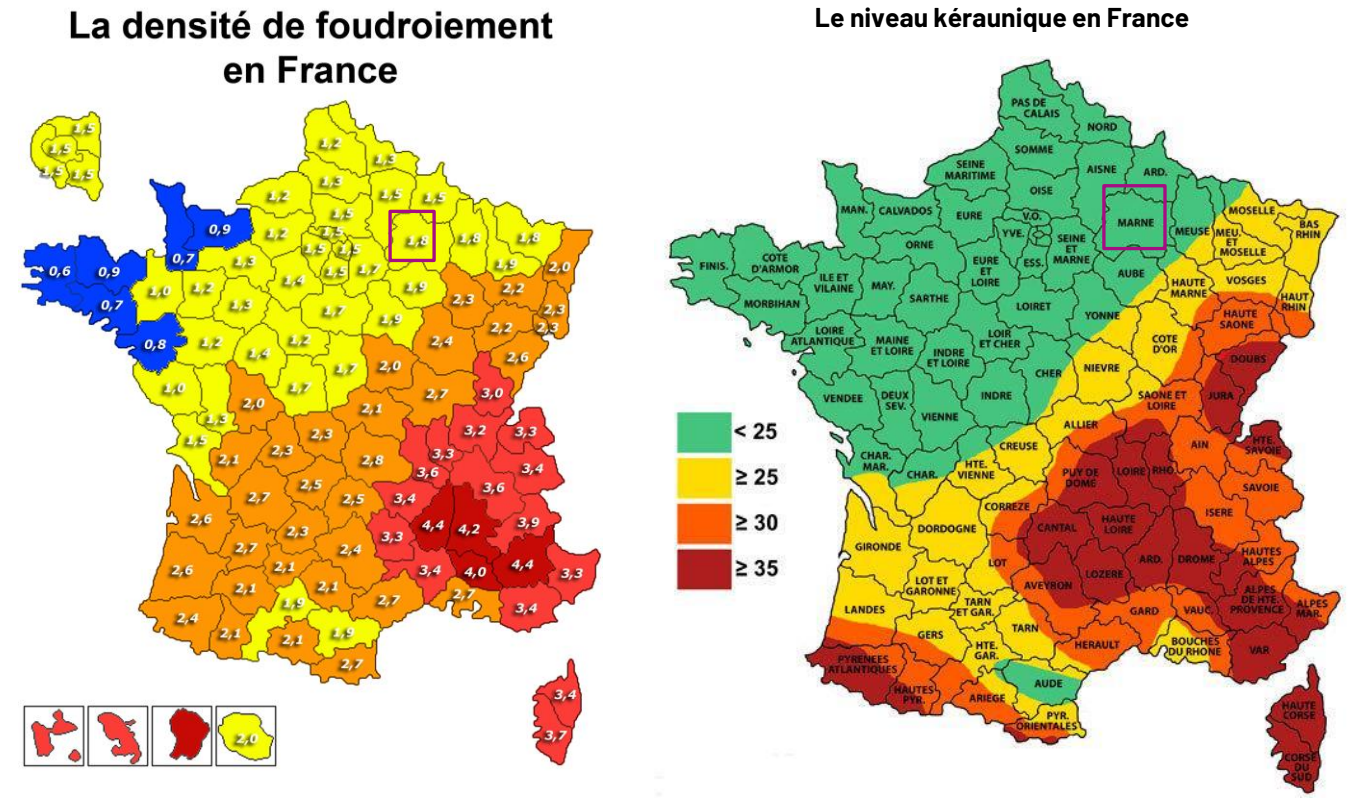 La densité de foudroiement
en France
1,5
1,5
1,5
1,5
1,2
1,3
1,3
1,2
1,5
1,5
1,5
0,9
1,2
1,5
1,5
1,8
1,8
1,8
0,7
1,3
1,5
1,5
1,9
2,0
0,6
0,9
1,0
1,2
1,4
1,5
1,7
1,9
2,2
0,7
1,3
1,7
1,9
2,3
2,3
0,8
1,2
1,4
1,2
2,4
2,2
2,3
1,0
1,7
1,7
2,0
2,7
2,6
3,0
1,3
2,0
2,1
1,5
2,1
2,3
2,3
2,8
3,3
3,2
3,3
3,6
3,4
2,7
2,5
2,5
3,4
3,6
2,6
2,3
4,4
4,2
3,9
2,7
2,4
3,3
2,6
2,1
2,1
2,1
3,4
4,0
4,4
3,3
1,9
2,7
2,7
3,4
2,4
2,1
2,1
1,9
2,7
3,4
3,7
2,0
Le niveau kéraunique en France
PAS DE
CALAIS
NORD
SOMME
SEINE
MARITIME
AISNE
ARD.
OISE
MAN.
CALVADOS
EURE
V.O.
MARNE
MEUSE
MOSELLE
MEU.
ET
MOSELLE
BAS
RHIN
ORNE
YVE.
ESS.
SEINE
ET
MARNE
FINIS.
COTE
D'ARMOR
ILE ET
VILAINE
MAY.
EURE
ET
LOIRE
AUBE
HAUTE
MARNE
VOSGES
HAUT
RHIN
MORBIHAN
SARTHE
LOIRET
YONNE
HAUTE
SAONE
LOIRE
ATLANTIQUE
MAINE
ET LOIRE
INDRE
ET LOIRE
LOIR
ET CHER
COTE
D'OR
DOUBS
CHER
NIEVRE
VENDEE
DEUX
SEV.
VIENNE
INDRE
SAONE ET
LOIRE
JURA
ALLIER
CREUSE
AIN
HTE.
SAVOIE
CHAR.
MAR.
CHAR.
HTE.
VIENNE
PUY DE
DOME
LOIRE
RHO.
SAVOIE
CORREZE
ISERE
DORDOGNE
CANTAL
HAUTE
LOIRE
GIRONDE
LOT
ARD.
DROME
HAUTES
ALPES
LOT ET
GARONNE
AVEYRON
LOZERE
LANDES
TARN
ET GAR.
GARD
VAUC.
ALPES
DE HTE.
PROVENCE
ALPES
MAR.
GERS
TARN
HTE.
GAR.
HERAULT
BOUCHES
DU RHONE
VAR
PYRENEES
ATLANTIQUES
HAUTES
PYR.
ARIEGE
AUDE
PYR.
ORIENTALES
HAUTE
CORSE
CORSE
DU
SUD
< 25
≥ 25
≥ 30
≥ 35